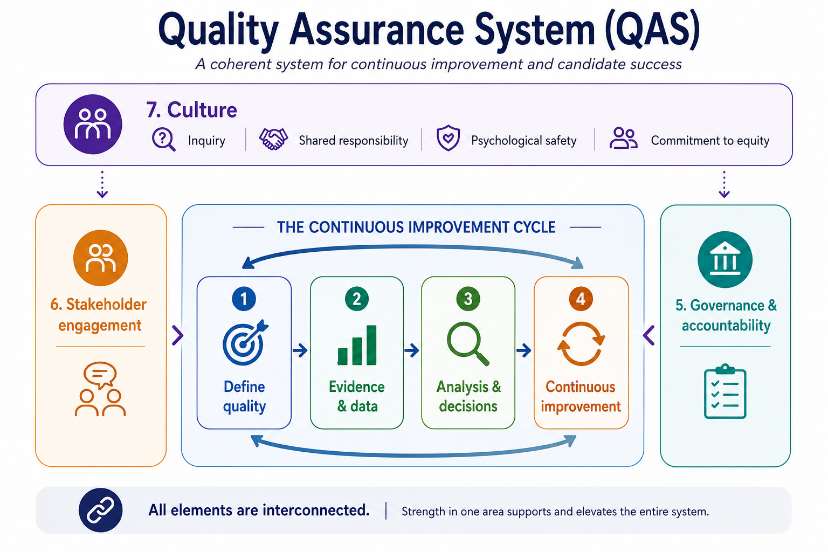 Quality Assurance System (QAS)
A coherent system for continuous improvement and candidate success
7. Culture
Inquiry
Shared responsibility
Psychological safety
Commitment to equity
6. Stakeholder
engagement
THE CONTINUOUS IMPROVEMENT CYCLE
1
Define
quality
2
Evidence
& data
3
Analysis &
decisions
4
Continuous
improvement
5. Governance &
accountability
All elements are interconnected.
Strength in one area supports and elevates the entire system.